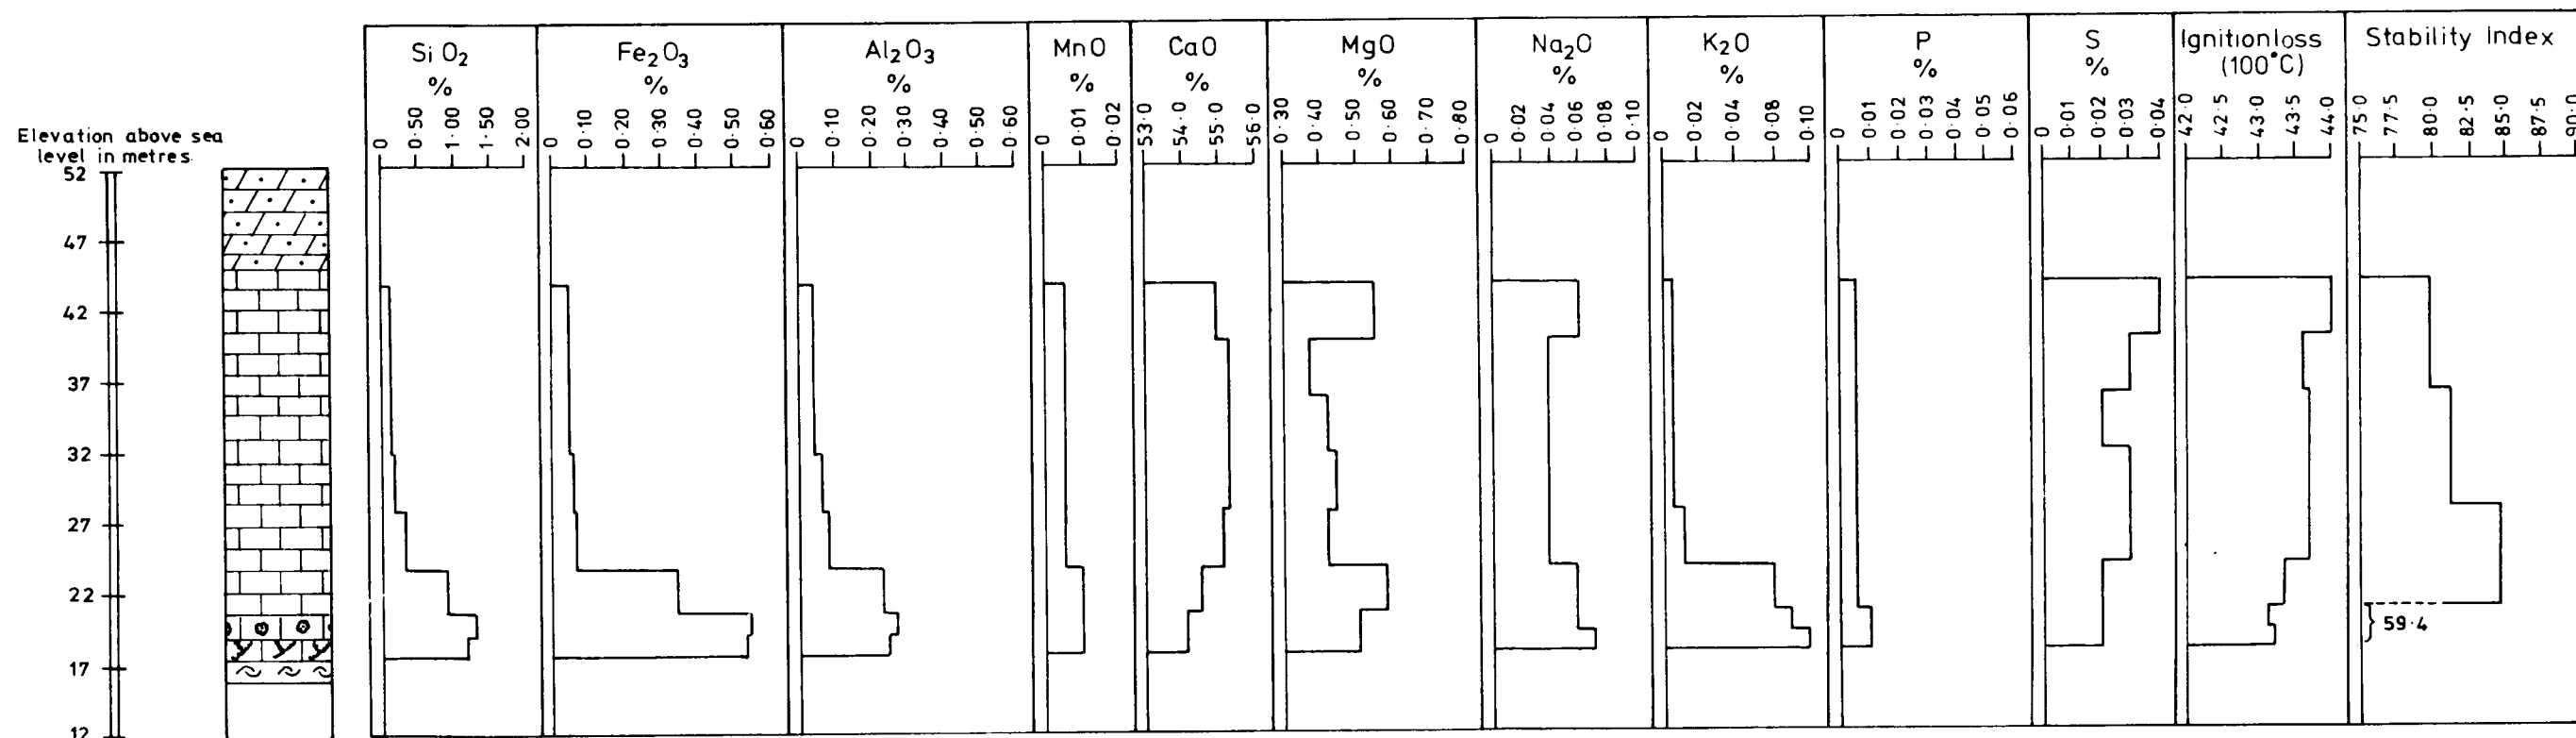 Elevation above sea
level in metres.
52
47
42
37
32
27
22
17
12
SiO₂
%
0 0·50 1·00 1·50 2·00
Fe₂O₃
%
0 0·10 0·20 0·30 0·40 0·50 0·60
Al₂O₃
%
0 0·10 0·20 0·30 0·40 0·50 0·60
MnO
%
0 0·01 0·02
CaO
%
53·0 54·0 55·0 56·0
MgO
%
0·30 0·40 0·50 0·60 0·70 0·80
Na₂O
%
0 0·02 0·04 0·06 0·08 0·10
K₂O
%
0 0·02 0·04 0·08 0·10
P
%
0 0·01 0·02 0·03 0·04 0·05 0·06
S
%
0 0·01 0·02 0·03 0·04
Ignition loss
(100°C)
42·0 42·5 43·0 43·5 44·0
Stability Index
75·0 77·5 80·0 82·5 85·0 87·5 90·0
59·4